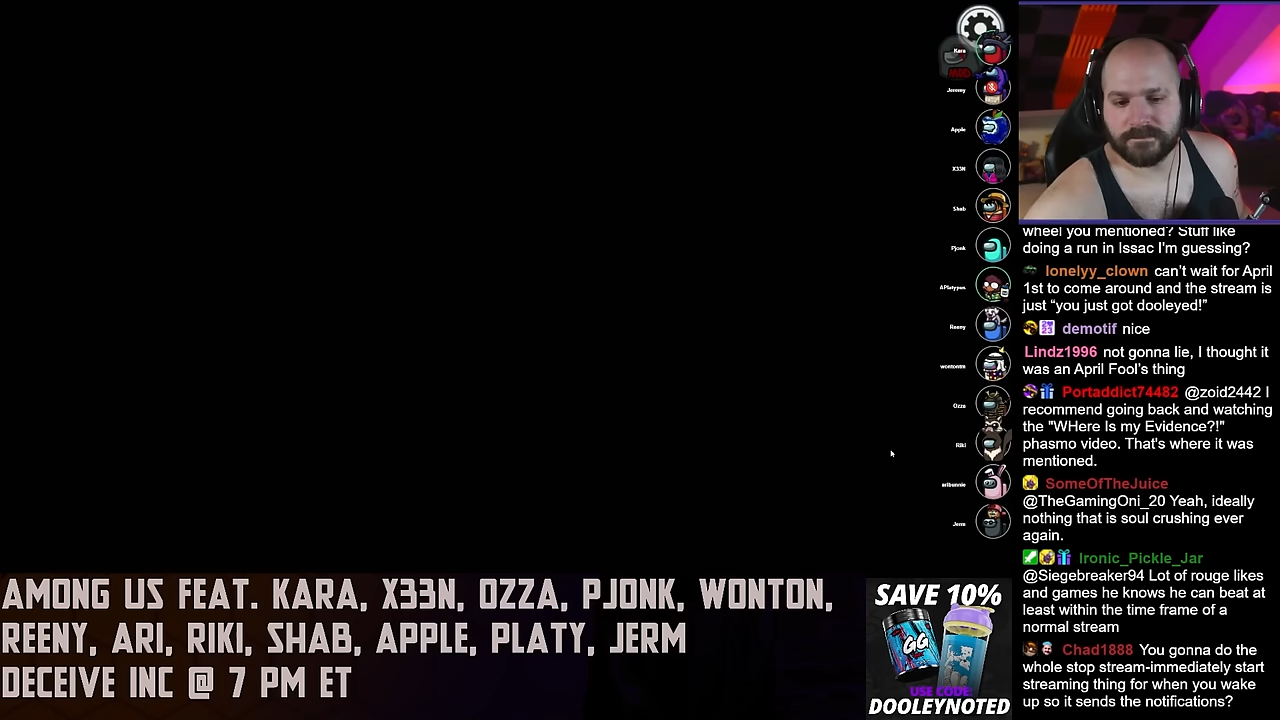 Kara
MOD
Jeremy
Apple
X33N
Shab
Pjonk
APlatypus
Reeny
wontontm
Ozza
Riki
aribunnie
Jerm
wheel you mentioned? Stuff like
doing a run in Issac I'm guessing?
lonelyy_clown can't wait for April
1st to come around and the stream is
just “you just got dooleyed!”
demotif nice
Lindz1996 not gonna lie, I thought it
was an April Fool's thing
Portaddict74482 @zoid2442 I
recommend going back and watching
the "WHere Is my Evidence?!"
phasmo video. That's where it was
mentioned.
SomeOfTheJuice
@TheGamingOni_20 Yeah, ideally
nothing that is soul crushing ever
again.
Ironic_Pickle_Jar
@Siegebreaker94 Lot of rouge likes
and games he knows he can beat at
least within the time frame of a
normal stream
Chad1888 You gonna do the
whole stop stream-immediately start
streaming thing for when you wake
up so it sends the notifications?
AMONG US FEAT. KARA, X33N, OZZA, PJONK, WONTON,
REENY, ARI, RIKI, SHAB, APPLE, PLATY, JERM
DECEIVE INC @ 7 PM ET
SAVE 10%
GG
USE CODE:
DOOLEYNOTED